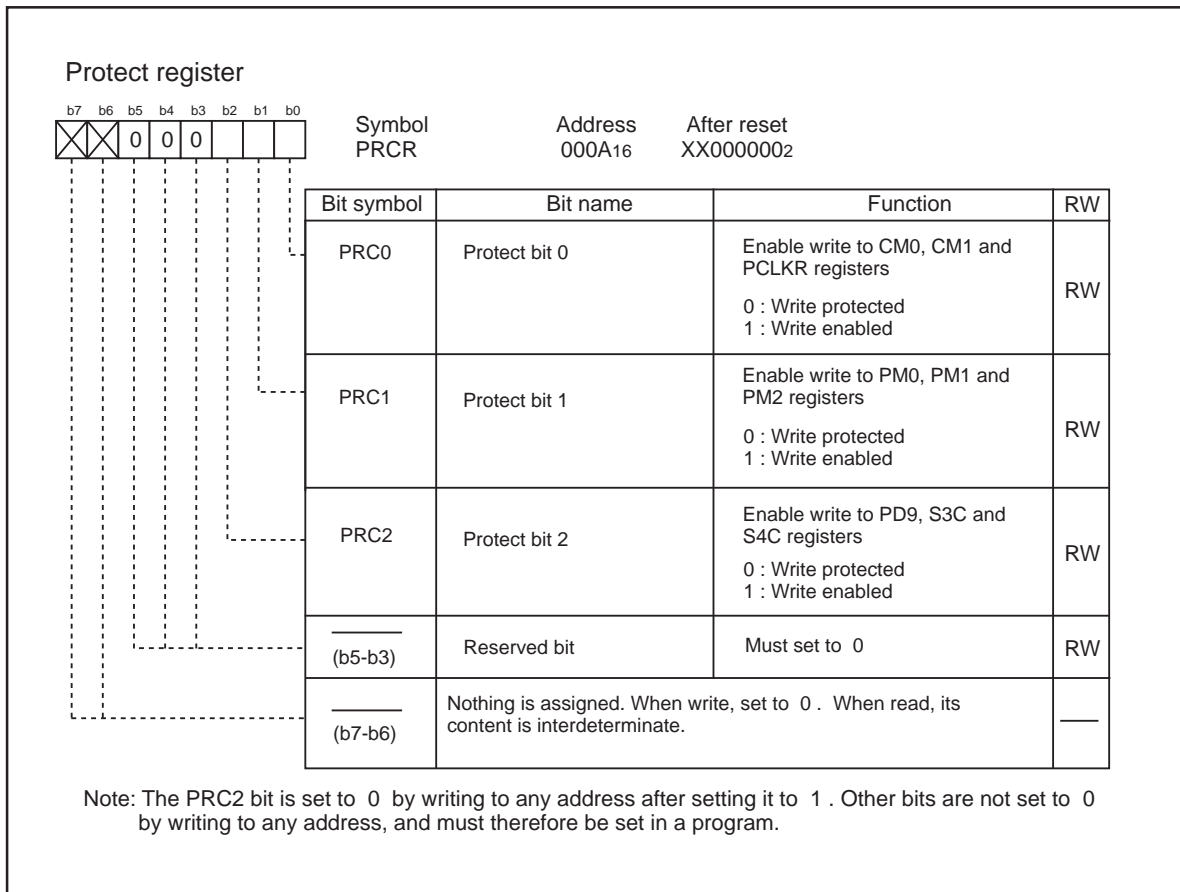 Protect register
b7 b6 b5 b4 b3 b2 b1 b0
0 0 0
Symbol Address After reset
PRCR 000A16 XX0000002
Bit symbol Bit name Function RW
PRC0 Protect bit 0 Enable write to CM0, CM1 and
PCLKR registers
0 : Write protected
1 : Write enabled
RW
PRC1 Protect bit 1 Enable write to PM0, PM1 and
PM2 registers
0 : Write protected
1 : Write enabled
RW
PRC2 Protect bit 2 Enable write to PD9, S3C and
S4C registers
0 : Write protected
1 : Write enabled
RW
(b5-b3) Reserved bit Must set to 0 RW
(b7-b6) Nothing is assigned. When write, set to 0 . When read, its
content is interdeterminate.
Note: The PRC2 bit is set to 0 by writing to any address after setting it to 1 . Other bits are not set to 0
by writing to any address, and must therefore be set in a program.